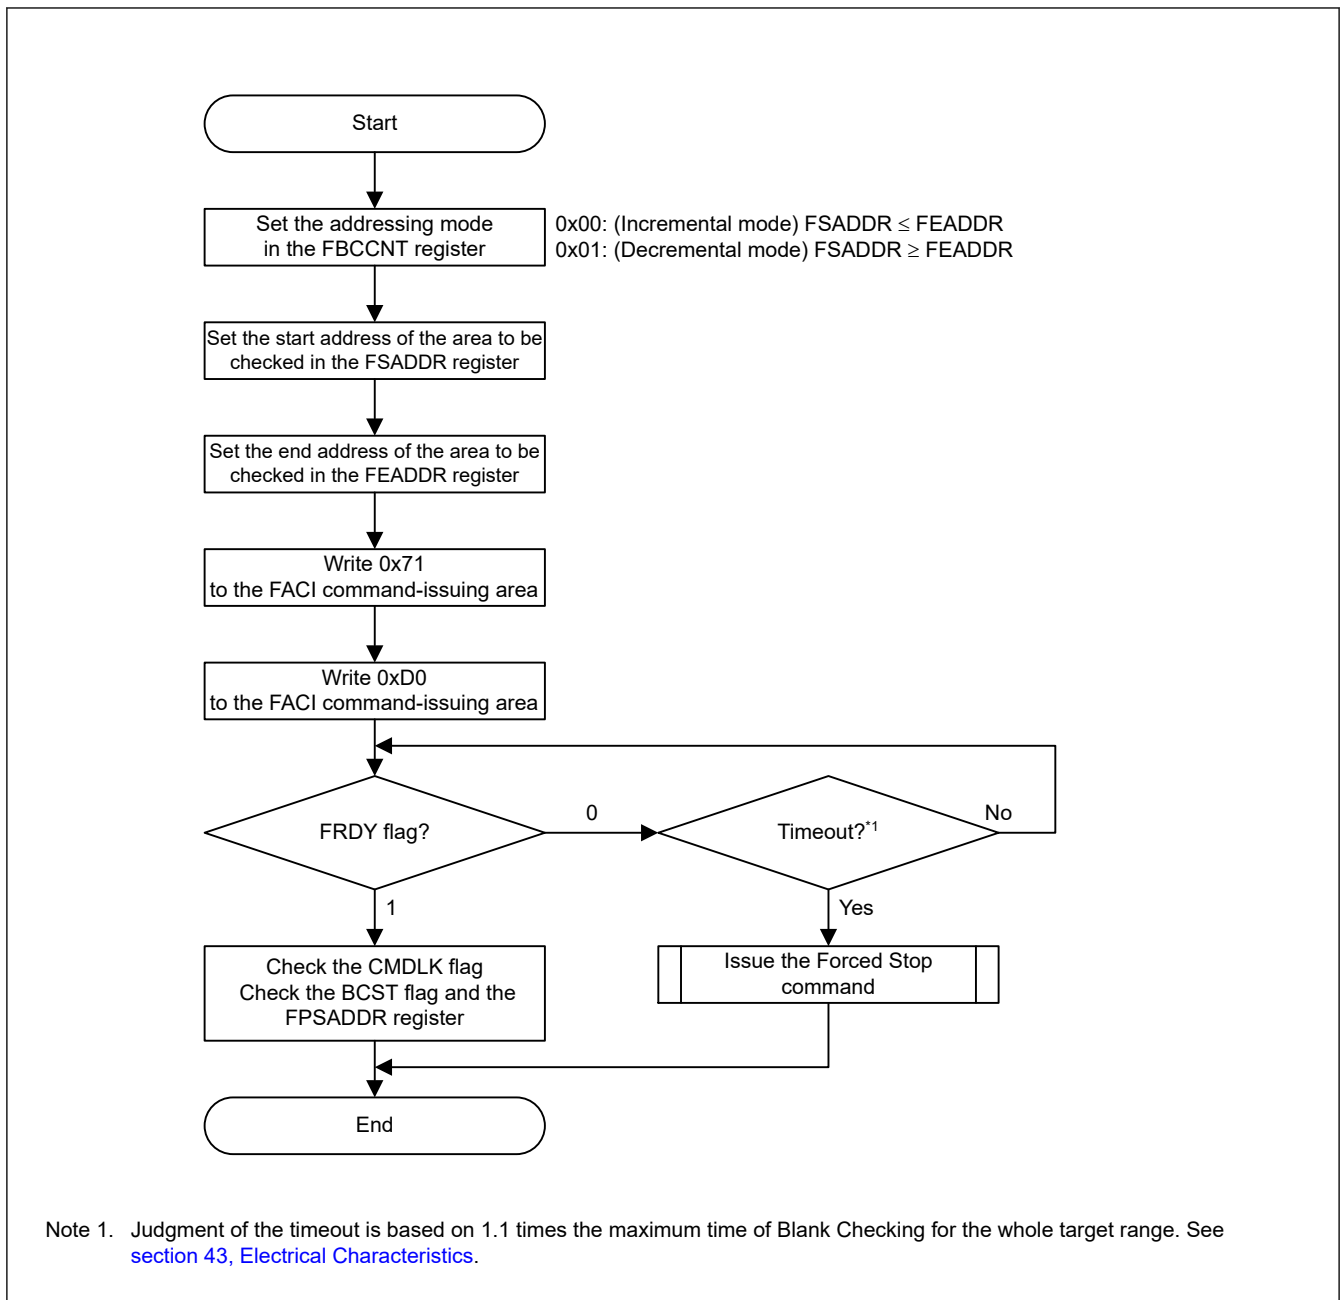 Start
Set the addressing mode
in the FBCCNT register
0x00: (Incremental mode) FSADDR ≤ FEADDR
0x01: (Decremental mode) FSADDR ≥ FEADDR
Set the start address of the area to be
checked in the FSADDR register
Set the end address of the area to be
checked in the FEADDR register
Write 0x71
to the FACI command-issuing area
Write 0xD0
to the FACI command-issuing area
FRDY flag?
0
Timeout?*1
No
1
Yes
Check the CMDLK flag
Check the BCST flag and the
FPSADDR register
Issue the Forced Stop
command
End
Note 1. Judgment of the timeout is based on 1.1 times the maximum time of Blank Checking for the whole target range. See
section 43, Electrical Characteristics.